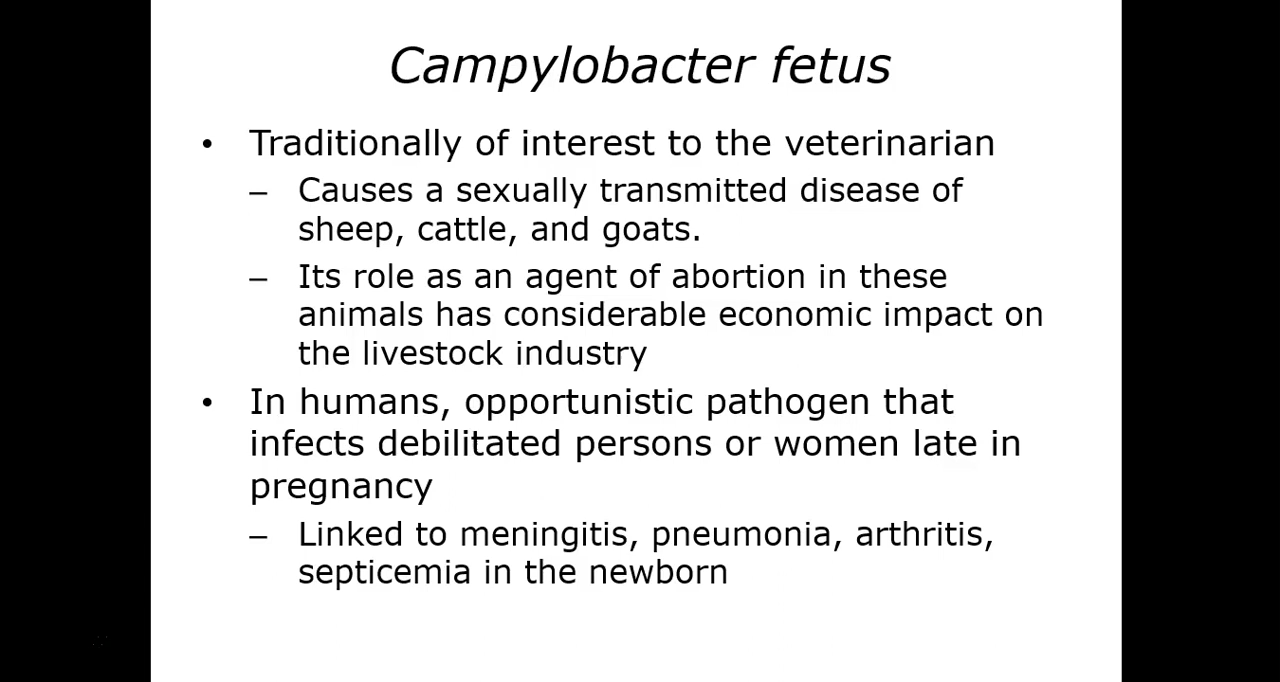 Campylobacter fetus
• Traditionally of interest to the veterinarian
– Causes a sexually transmitted disease of
sheep, cattle, and goats.
– Its role as an agent of abortion in these
animals has considerable economic impact on
the livestock industry
• In humans, opportunistic pathogen that
infects debilitated persons or women late in
pregnancy
– Linked to meningitis, pneumonia, arthritis,
septicemia in the newborn